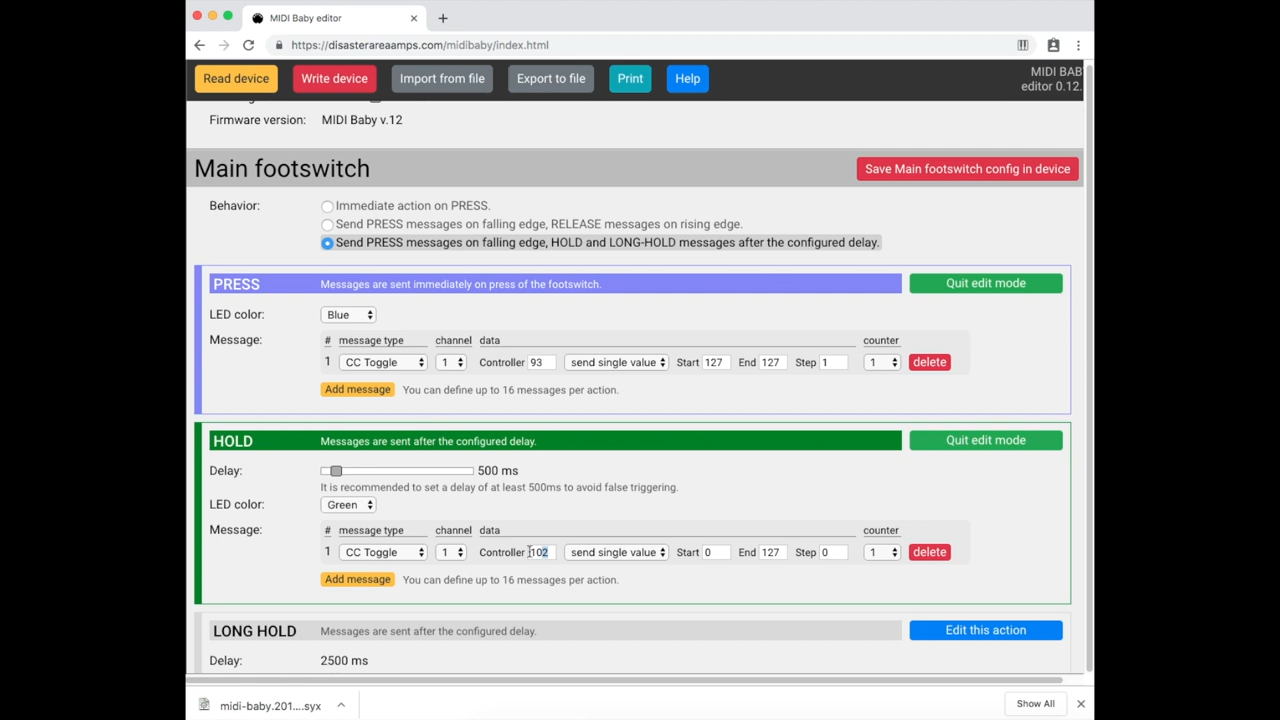 MIDI Baby editor
https://disasterareaamps.com/midibaby/index.html
Read device Write device Import from file Export to file Print Help MIDI BAB
editor 0.12.
Firmware version: MIDI Baby v.12
Main footswitch Save Main footswitch config in device
Behavior: Immediate action on PRESS.
Send PRESS messages on falling edge, RELEASE messages on rising edge.
Send PRESS messages on falling edge, HOLD and LONG-HOLD messages after the configured delay.
PRESS Messages are sent immediately on press of the footswitch. Quit edit mode
LED color: Blue
Message: # message type channel data counter
1 CC Toggle 1 Controller 93 send single value Start 127 End 127 Step 1 1 delete
Add message You can define up to 16 messages per action.
HOLD Messages are sent after the configured delay. Quit edit mode
Delay: 500 ms
It is recommended to set a delay of at least 500ms to avoid false triggering.
LED color: Green
Message: # message type channel data counter
1 CC Toggle 1 Controller 102 send single value Start 0 End 127 Step 0 1 delete
Add message You can define up to 16 messages per action.
LONG HOLD Messages are sent after the configured delay. Edit this action
Delay: 2500 ms
midi-baby.201....syx Show All